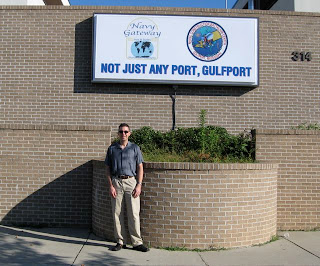 Navy
Gateway
NOT JUST ANY PORT, GULFPORT
314